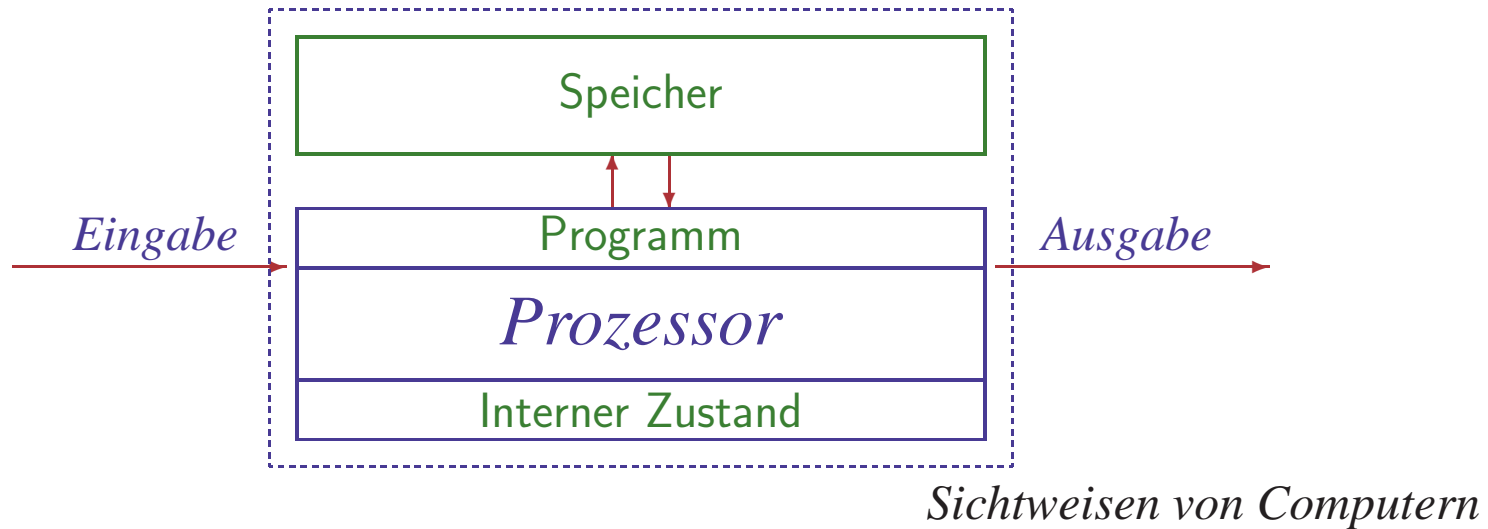 Speicher
Eingabe
Programm
Ausgabe
Prozessor
Interner Zustand
Sichtweisen von Computern